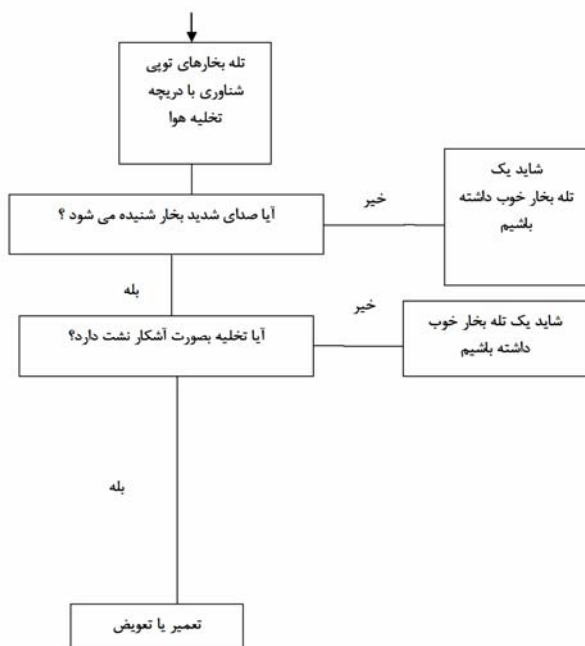 تله بخارهای توپی
شناوری با دریچه
تخلیه هوا
آیا صدای شدید بخار شنیده می شود ؟
خیر
شاید یک
تله بخار خوب داشته
باشیم
بله
آیا تخلیه بصورت آشکار نشت دارد؟
خیر
شاید یک تله بخار خوب
داشته باشیم
بله
تعمیر یا تعویض